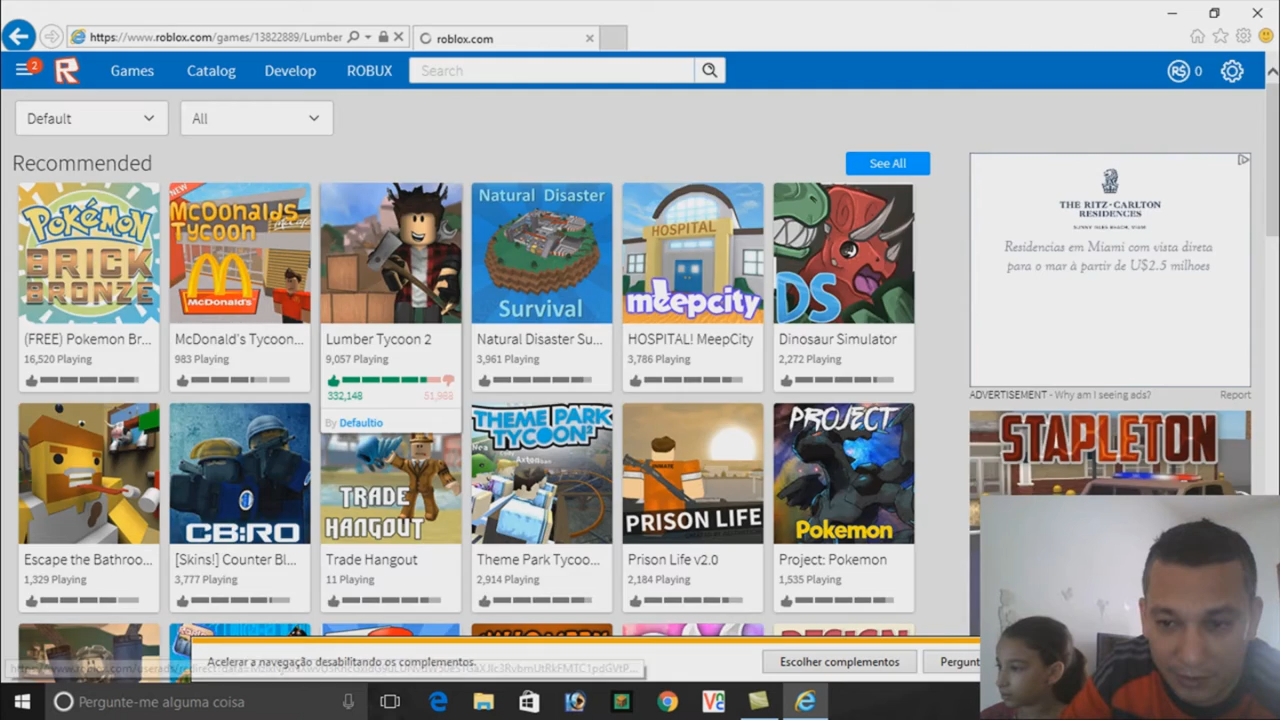 https://www.roblox.com/games/13822889/Lumber
roblox.com
2
R
Games
Catalog
Develop
ROBUX
Search
R$ 0
Default
All
Recommended
See All
Pokémon
BRICK
BRONZE
(FREE) Pokemon Br...
16,520 Playing
NEW
McDonalds
Tycoon
McDonald's
McDonald's Tycoon...
983 Playing
Lumber Tycoon 2
9,057 Playing
332,148
51,968
By Defaultio
Natural Disaster
Survival
Natural Disaster Su...
3,961 Playing
HOSPITAL
meepcity
HOSPITAL! MeepCity
3,786 Playing
DS
Dinosaur Simulator
2,272 Playing
THE RITZ-CARLTON
RESIDENCES
Residencias em Miami com vista direta
para o mar à partir de U$2.5 milhoes
ADVERTISEMENT - Why am I seeing ads?
Report
STAPLETON
Escape the Bathroo...
1,329 Playing
CB:RO
[Skins!] Counter Bl...
3,777 Playing
TRADE
HANGOUT
Trade Hangout
11 Playing
THEME PARK
TYCOON2
Theme Park Tycoo...
2,914 Playing
INMATE
PRISON LIFE
Prison Life v2.0
2,184 Playing
PROJECT:
Pokemon
Project: Pokemon
1,535 Playing
Acelerar a navegação desabilitando os complementos.
Escolher complementos
Pergunt
Pergunte-me alguma coisa